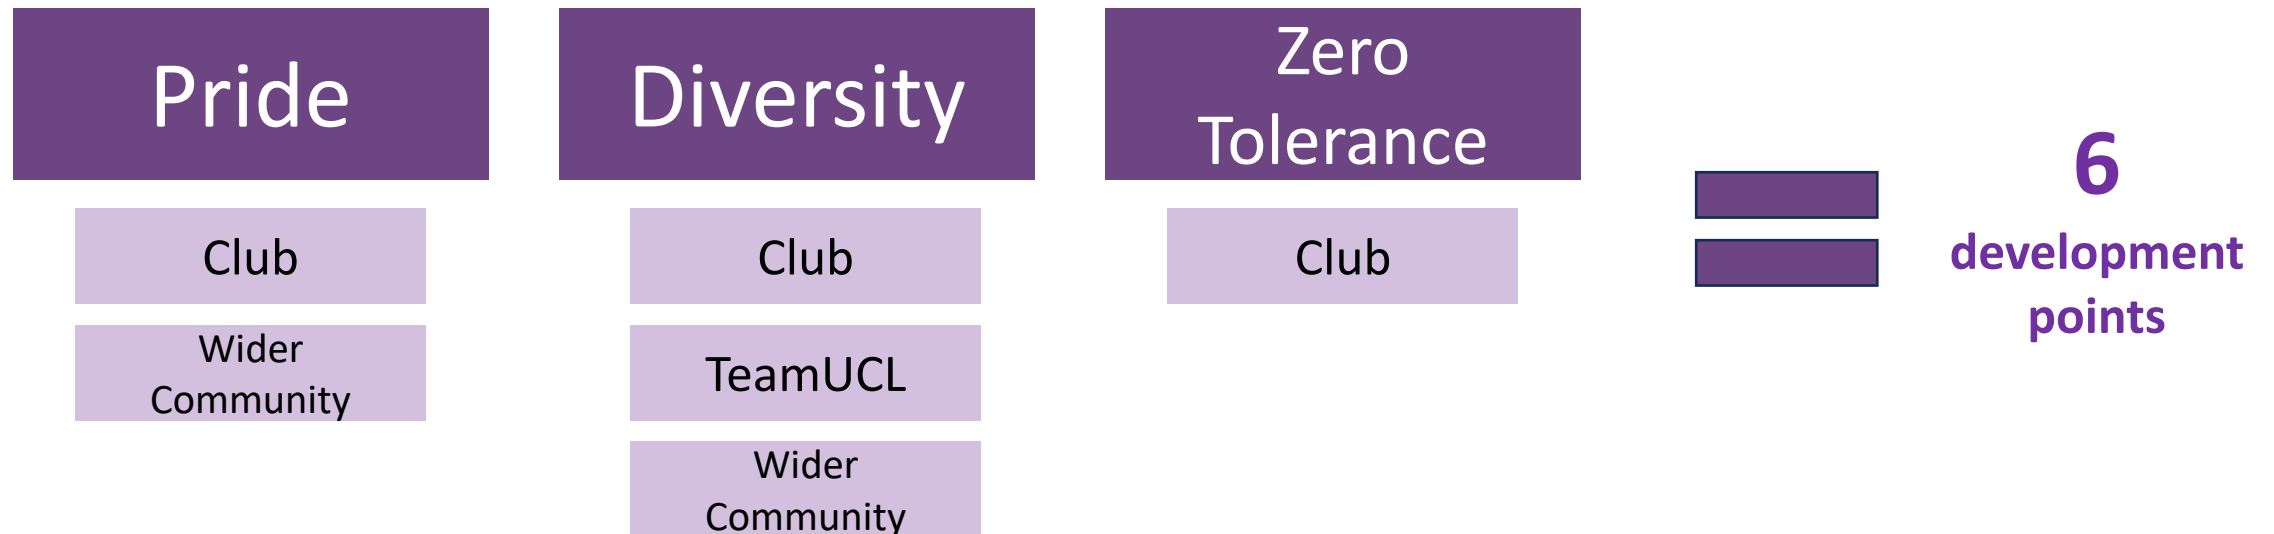 Pride
Club
Wider
Community
Diversity
Club
TeamUCL
Wider
Community
Zero
Tolerance
Club
6
development
points